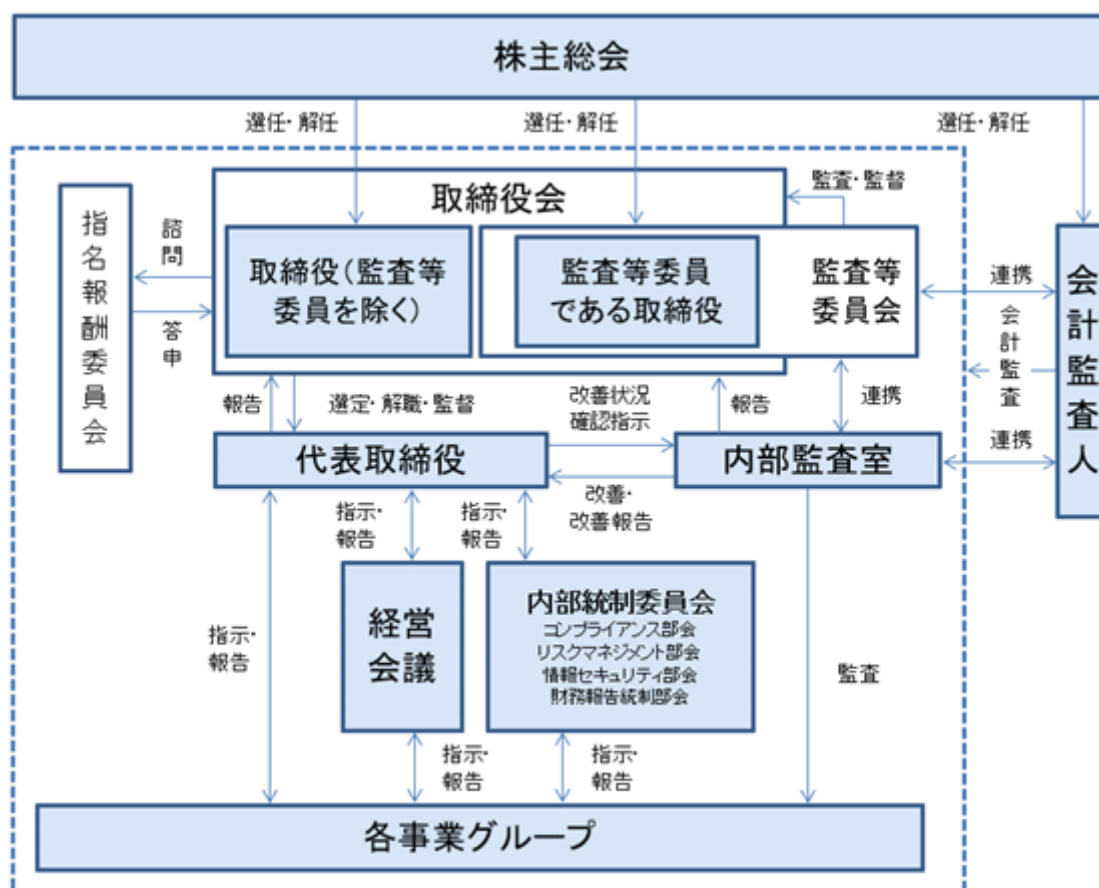 株主総会
選任・解任
選任・解任
選任・解任
取締役会
監査・監督
指名報酬委員会
諮問
答申
取締役(監査等
委員を除く)
監査等委員
である取締役
監査等
委員会
連携
会計監査
会計監査人
報告
選定・解職・監督
改善状況
確認指示
報告
連携
連携
代表取締役
内部監査室
改善・
改善報告
指示・
報告
指示・
報告
指示・
報告
経営
会議
内部統制委員会
コンプライアンス部会
リスクマネジメント部会
情報セキュリティ部会
財務報告統制部会
監査
指示・
報告
指示・
報告
各事業グループ